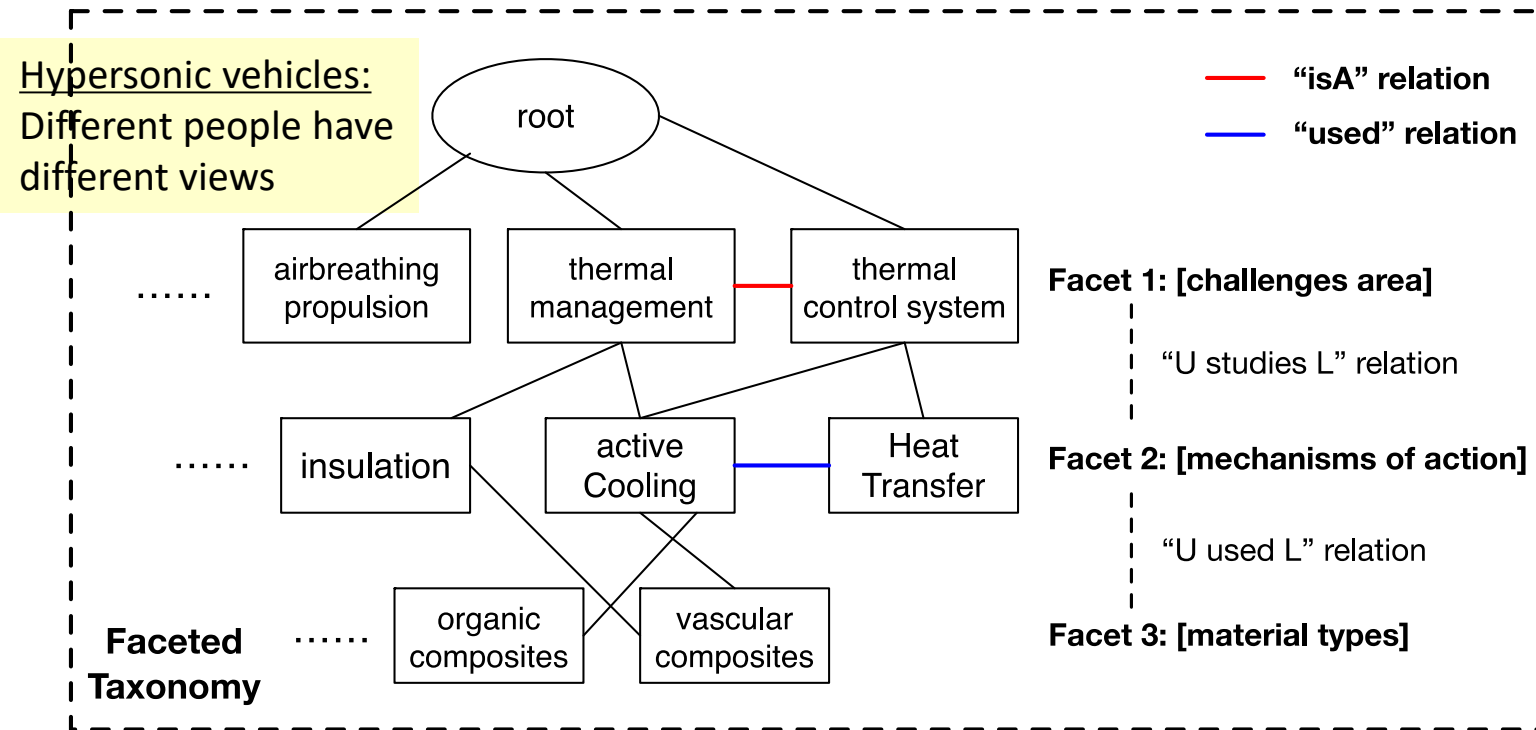 Hypersonic vehicles:
Different people have
different views
root
“isA” relation
“used” relation
......
airbreathing
propulsion
thermal
management
thermal
control system
Facet 1: [challenges area]
“U studies L” relation
......
insulation
active
Cooling
Heat
Transfer
Facet 2: [mechanisms of action]
“U used L” relation
Faceted
Taxonomy
......
organic
composites
vascular
composites
Facet 3: [material types]